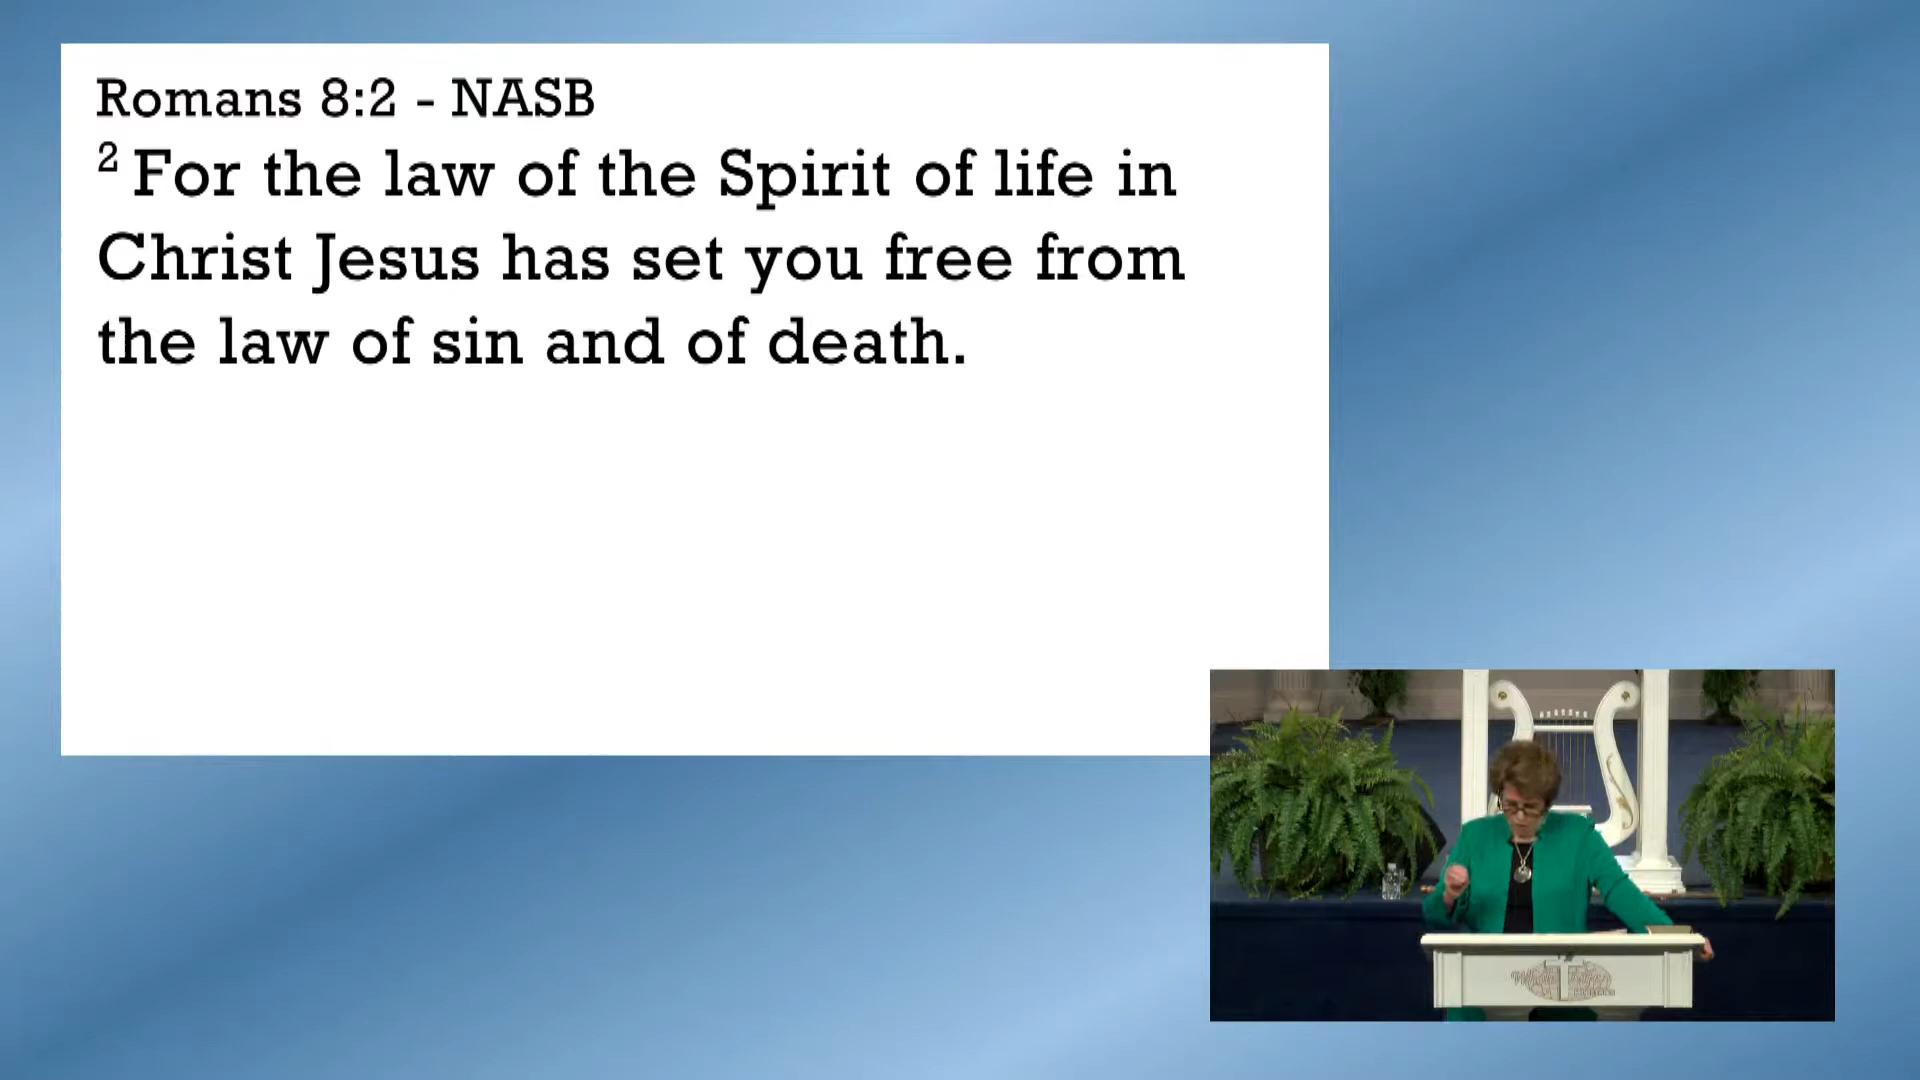 Romans 8:2 - NASB
2 For the law of the Spirit of life in
Christ Jesus has set you free from
the law of sin and of death.